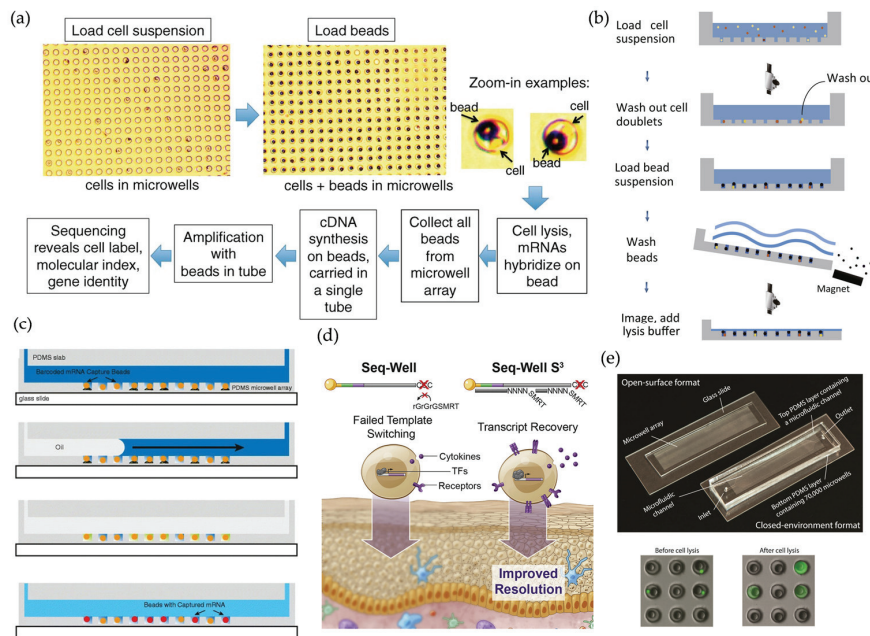 (a)
Load cell suspension
Load beads
Zoom-in examples:
bead
cell
cell
bead
cells in microwells
cells + beads in microwells
Sequencing
reveals cell label,
molecular index,
gene identity
Amplification
with
beads in tube
cDNA
synthesis
on beads,
carried in
a single
tube
Collect all
beads
from
microwell
array
Cell lysis,
mRNAs
hybridize on
bead
(b)
Load cell
suspension
Wash out
Wash out cell
doublets
Load bead
suspension
Wash
beads
Magnet
Image, add
lysis buffer
(c)
PDMS slab
Barcoded mRNA Capture Beads
PDMS microwell array
glass slide
Oil
Beads with Captured mRNA
(d)
Seq-Well
Seq-Well S³
CCC
rGrGrGSMRT
NNNN
SMRT
NNNN
SMRT
CCC
Failed Template
Switching
Transcript Recovery
Cytokines
TFs
Receptors
Improved
Resolution
(e)
Open-surface format
Glass slide
Top PDMS layer containing
a microfluidic channel
Outlet
Microwell array
Microfluidic
channel
Inlet
Bottom PDMS layer
containing 70,000 microwells
Closed-environment format
Before cell lysis
After cell lysis